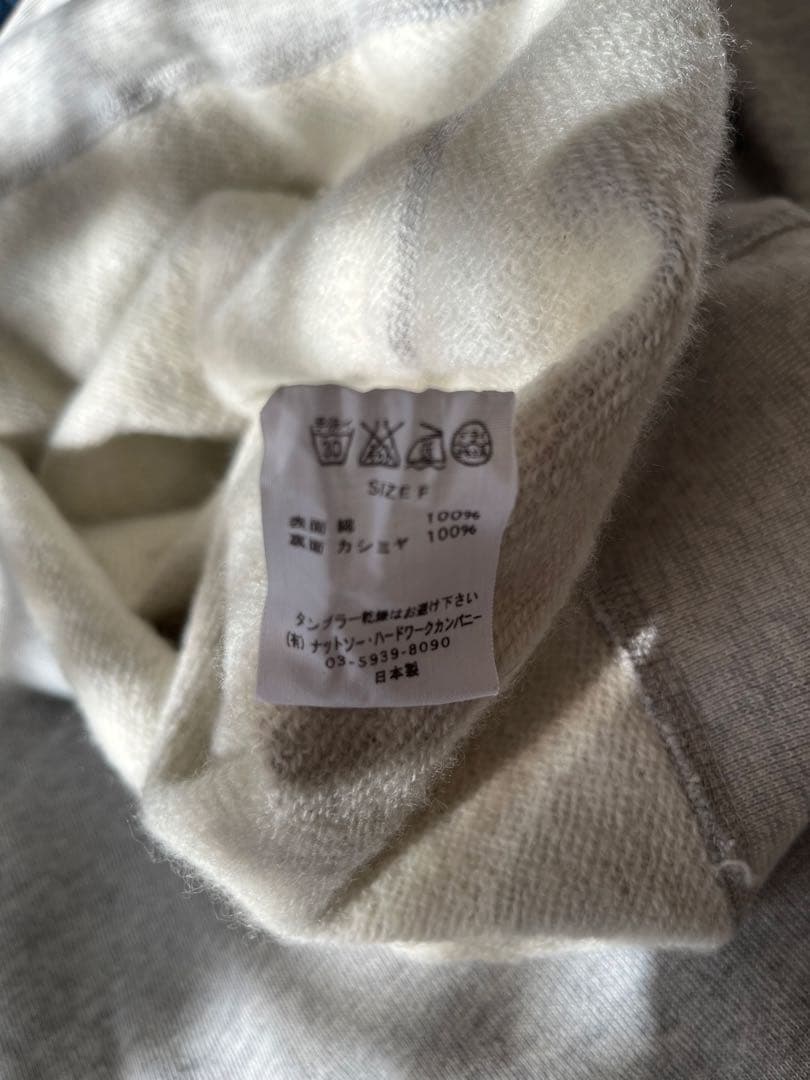 30
SIZE F
表面 綿 100%
裏面 カシミヤ 100%
タンブラー乾燥はお避け下さい
(有)ナットソー・ハードワークカンパニー
03-5939-8090
日本製